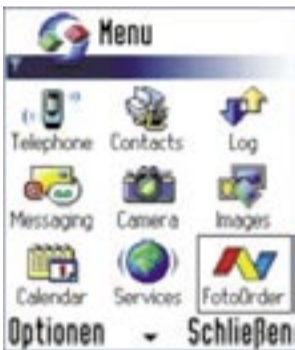 Menu
Telephone Contacts Log
Messaging Camera Images
Calendar Services FotoOrder
Optionen Schließen